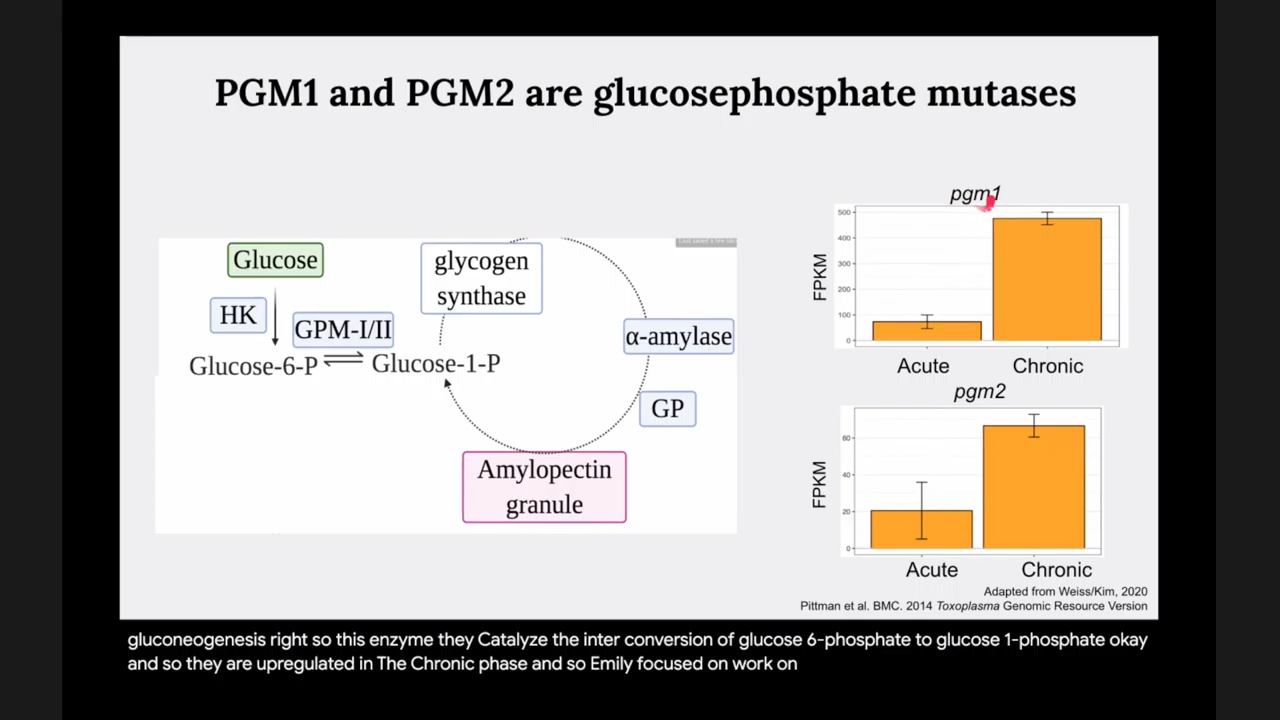 PGM1 and PGM2 are glucosephosphate mutases
Glucose
HK
GPM-I/II
Glucose-6-P
Glucose-1-P
glycogen
synthase
α-amylase
GP
Amylopectin
granule
pgm1
FPKM
500
400
300
200
100
0
Acute
Chronic
pgm2
FPKM
60
40
20
0
Acute
Chronic
Adapted from Weiss/Kim, 2020
Pittman et al. BMC. 2014 Toxoplasma Genomic Resource Version
gluconeogenesis right so this enzyme they Catalyze the inter conversion of glucose 6-phosphate to glucose 1-phosphate okay
and so they are upregulated in The Chronic phase and so Emily focused on work on